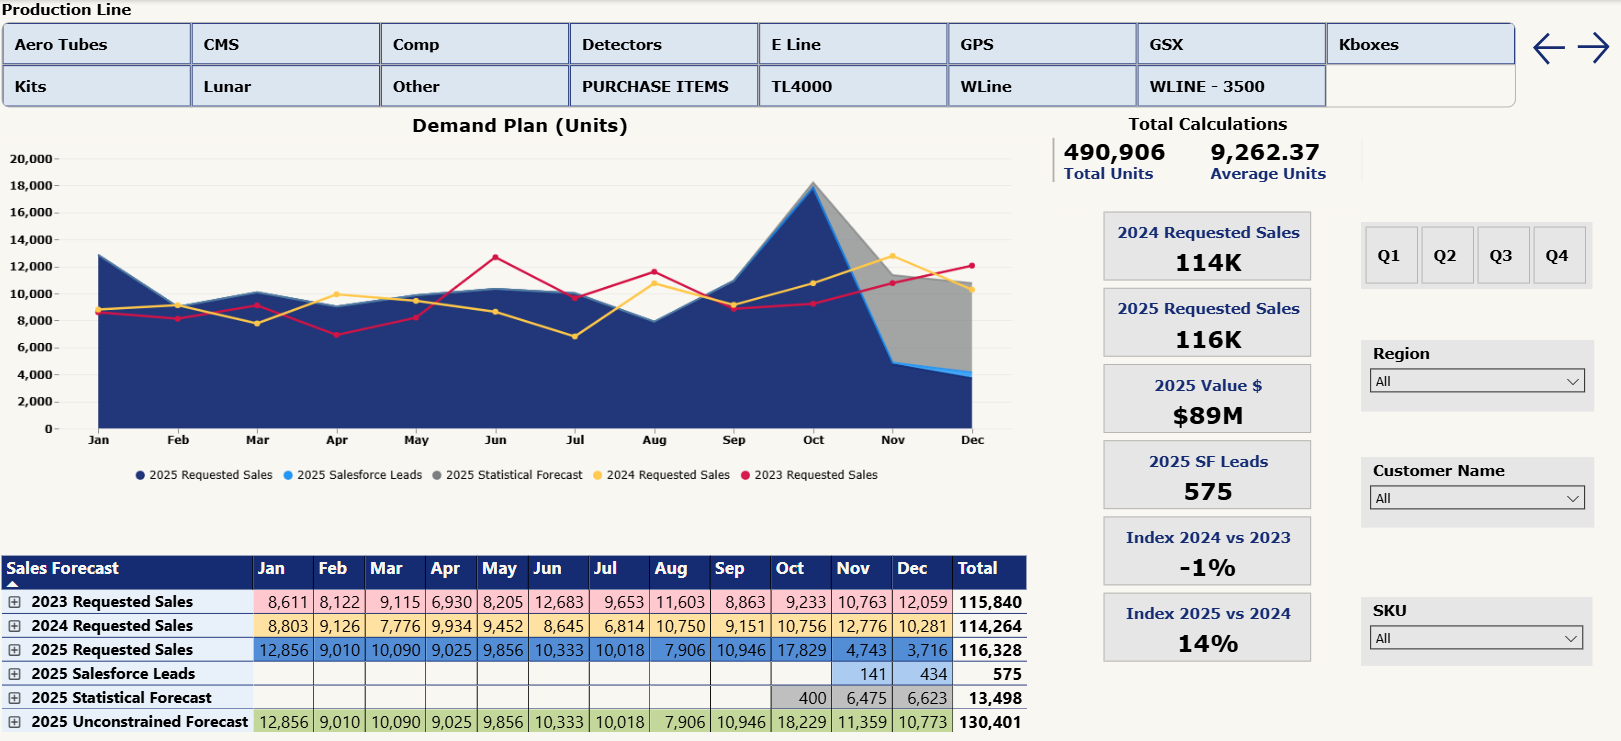 Production Line
Aero Tubes CMS Comp Detectors E Line GPS GSX Kboxes
Kits Lunar Other PURCHASE ITEMS TL4000 WLine WLINE - 3500
Demand Plan (Units)
20,000
18,000
16,000
14,000
12,000
10,000
8,000
6,000
4,000
2,000
0
Jan Feb Mar Apr May Jun Jul Aug Sep Oct Nov Dec
2025 Requested Sales 2025 Salesforce Leads 2025 Statistical Forecast 2024 Requested Sales 2023 Requested Sales
Total Calculations
490,906 9,262.37
Total Units Average Units
2024 Requested Sales
114K
2025 Requested Sales
116K
2025 Value $
$89M
2025 SF Leads
575
Index 2024 vs 2023
-1%
Index 2025 vs 2024
14%
Q1 Q2 Q3 Q4
Region
All
Customer Name
All
SKU
All
Sales Forecast Jan Feb Mar Apr May Jun Jul Aug Sep Oct Nov Dec Total
2023 Requested Sales 8,611 8,122 9,115 6,930 8,205 12,683 9,653 11,603 8,863 9,233 10,763 12,059 115,840
2024 Requested Sales 8,803 9,126 7,776 9,934 9,452 8,645 6,814 10,750 9,151 10,756 12,776 10,281 114,264
2025 Requested Sales 12,856 9,010 10,090 9,025 9,856 10,333 10,018 7,906 10,946 17,829 4,743 3,716 116,328
2025 Salesforce Leads 141 434 575
2025 Statistical Forecast 400 6,475 6,623 13,498
2025 Unconstrained Forecast 12,856 9,010 10,090 9,025 9,856 10,333 10,018 7,906 10,946 18,229 11,359 10,773 130,401